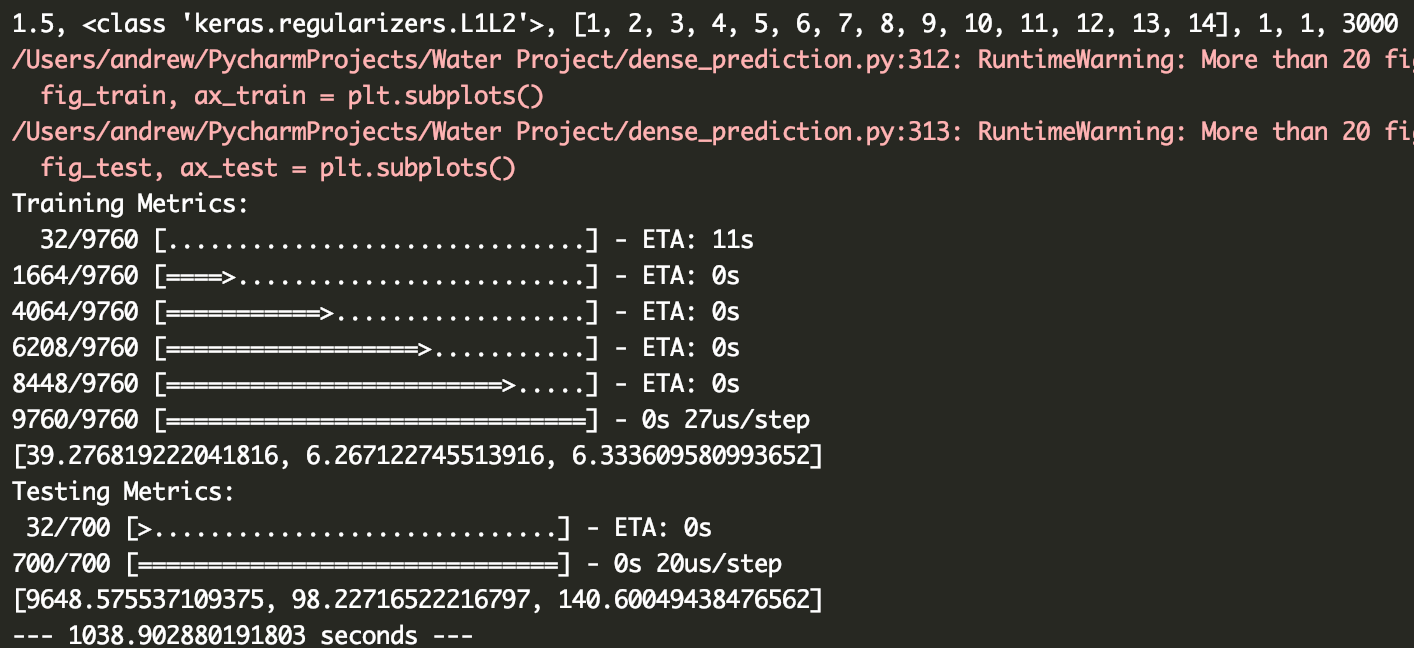 1.5, <class 'keras.regularizers.L1L2'>, [1, 2, 3, 4, 5, 6, 7, 8, 9, 10, 11, 12, 13, 14], 1, 1, 3000
/Users/andrew/PycharmProjects/Water Project/dense_prediction.py:312: RuntimeWarning: More than 20 fig
  fig_train, ax_train = plt.subplots()
/Users/andrew/PycharmProjects/Water Project/dense_prediction.py:313: RuntimeWarning: More than 20 fig
  fig_test, ax_test = plt.subplots()
Training Metrics:
  32/9760 [..............................] - ETA: 11s
1664/9760 [====>.........................] - ETA: 0s
4064/9760 [===========>..................] - ETA: 0s
6208/9760 [==================>...........] - ETA: 0s
8448/9760 [========================>.....] - ETA: 0s
9760/9760 [==============================] - 0s 27us/step
[39.276819222041816, 6.267122745513916, 6.333609580993652]
Testing Metrics:
 32/700 [>.............................] - ETA: 0s
700/700 [==============================] - 0s 20us/step
[9648.575537109375, 98.22716522216797, 140.60049438476562]
--- 1038.902880191803 seconds ---